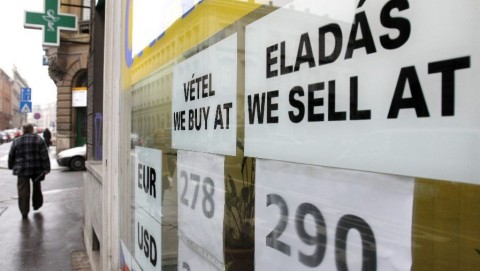 VÉTEL
WE BUY AT
ELADÁS
WE SELL AT
EUR
278
290
USD